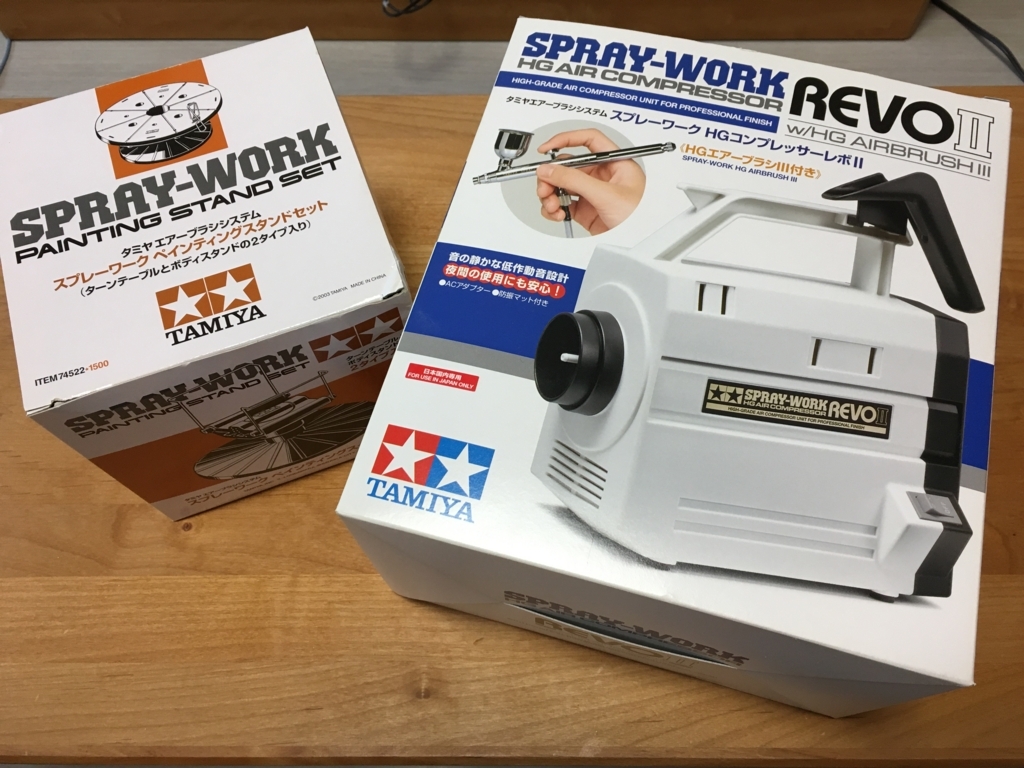 SPRAY-WORK
PAINTING STAND SET
タミヤ エアーブラシシステム
スプレーワーク ペインティングスタンドセット
(ターンテーブルとボディスタンドの2タイプ入り)
TAMIYA
©2003 TAMIYA MADE IN CHINA
ITEM 74522-1500
SPRAY-WORK
PAINTING STAND SET
SPRAY-WORK
HG AIR COMPRESSOR
REVO II
HIGH-GRADE AIR COMPRESSOR UNIT FOR PROFESSIONAL FINISH
w/HG AIRBRUSH III
タミヤエアーブラシシステム スプレーワーク HGコンプレッサーレボII
《HGエアーブラシIII付き》
SPRAY-WORK HG AIRBRUSH III
音の静かな低作動音設計
夜間の使用にも安心!
●ACアダプター ●防振マット付き
日本国内専用
FOR USE IN JAPAN ONLY
TAMIYA
SPRAY-WORK
HG AIR COMPRESSOR REVO II
HIGH-GRADE AIR COMPRESSOR UNIT FOR PROFESSIONAL FINISH
SPRAY-WORK
REVO II